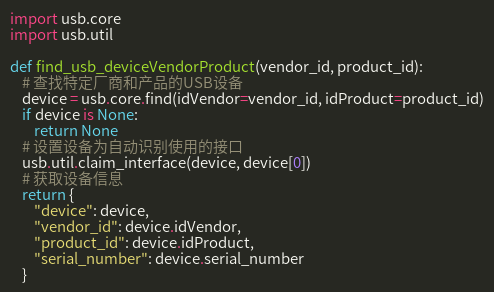 import usb.core
import usb.util
def find_usb_deviceVendorProduct(vendor_id, product_id):
# 查找特定厂商和产品的USB设备
device = usb.core.find(idVendor=vendor_id, idProduct=product_id)
if device is None:
return None
# 设置设备为自动识别使用的接口
usb.util.claim_interface(device, device[0])
# 获取设备信息
return {
"device": device,
"vendor_id": device.idVendor,
"product_id": device.idProduct,
"serial_number": device.serial_number
}